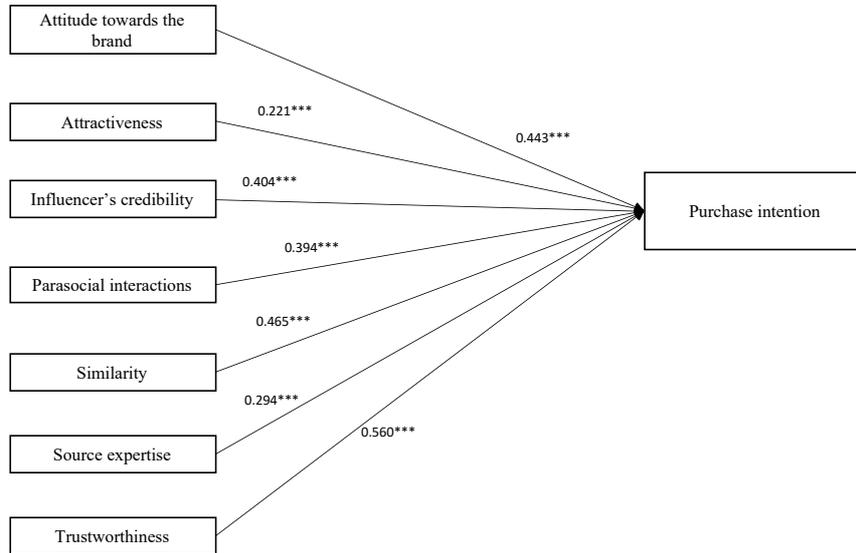 Attitude towards the
brand
0.221***
Attractiveness
0.443***
0.404***
Influencer’s credibility
Purchase intention
0.394***
Parasocial interactions
0.465***
Similarity
0.294***
0.560***
Source expertise
Trustworthiness